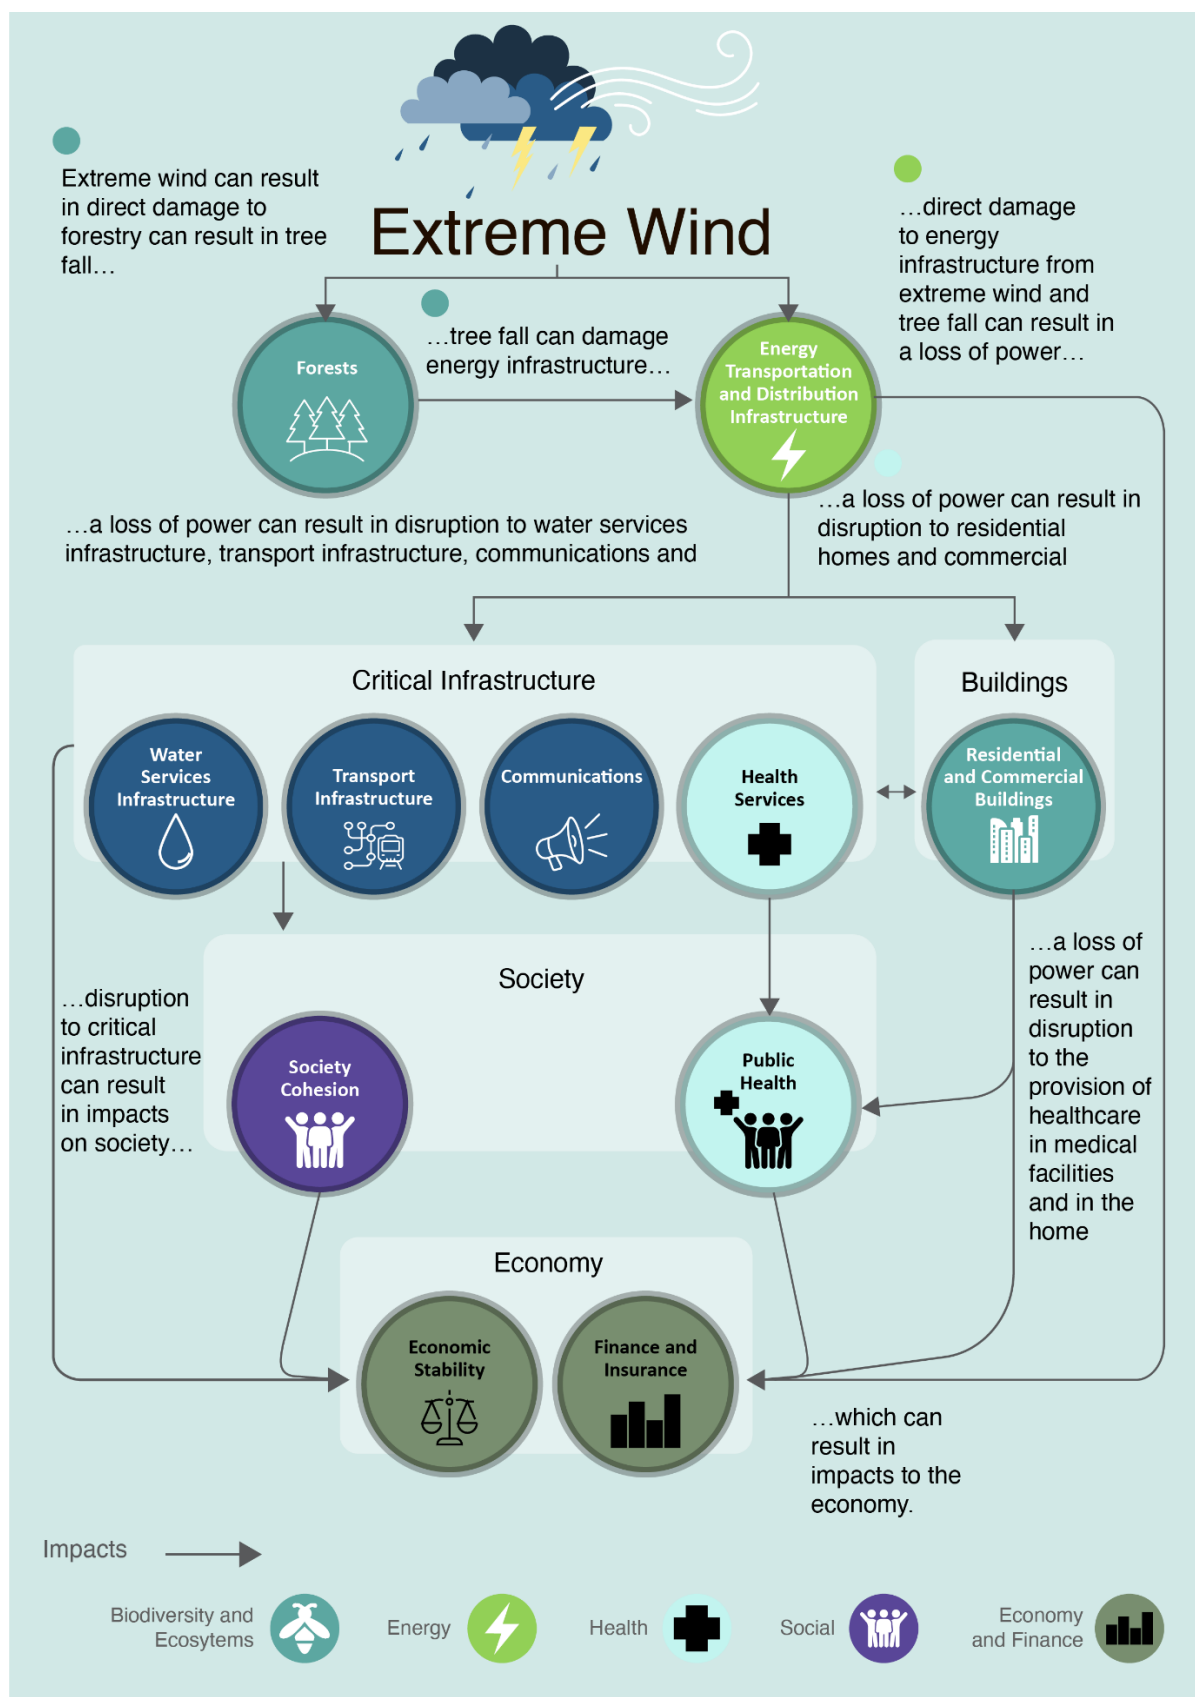 Extreme wind can result
in direct damage to
forestry can result in tree
fall…
Extreme Wind
…direct damage
to energy
infrastructure from
extreme wind and
tree fall can result in
a loss of power…
…tree fall can damage
energy infrastructure…
Forests
Energy
Transportation
and Distribution
Infrastructure
…a loss of power can result in disruption to water services
infrastructure, transport infrastructure, communications and
…a loss of power can result in
disruption to residential
homes and commercial
Critical Infrastructure
Buildings
Water
Services
Infrastructure
Transport
Infrastructure
Communications
Health
Services
Residential
and Commercial
Buildings
Society
…disruption
to critical
infrastructure
can result
in impacts
on society…
Society
Cohesion
Public
Health
…a loss of
power can
result in
disruption
to the
provision of
healthcare
in medical
facilities
and in the
home
Economy
Economic
Stability
Finance and
Insurance
…which can
result in
impacts to the
economy.
Impacts
Biodiversity and
Ecosytems
Energy
Health
Social
Economy
and Finance